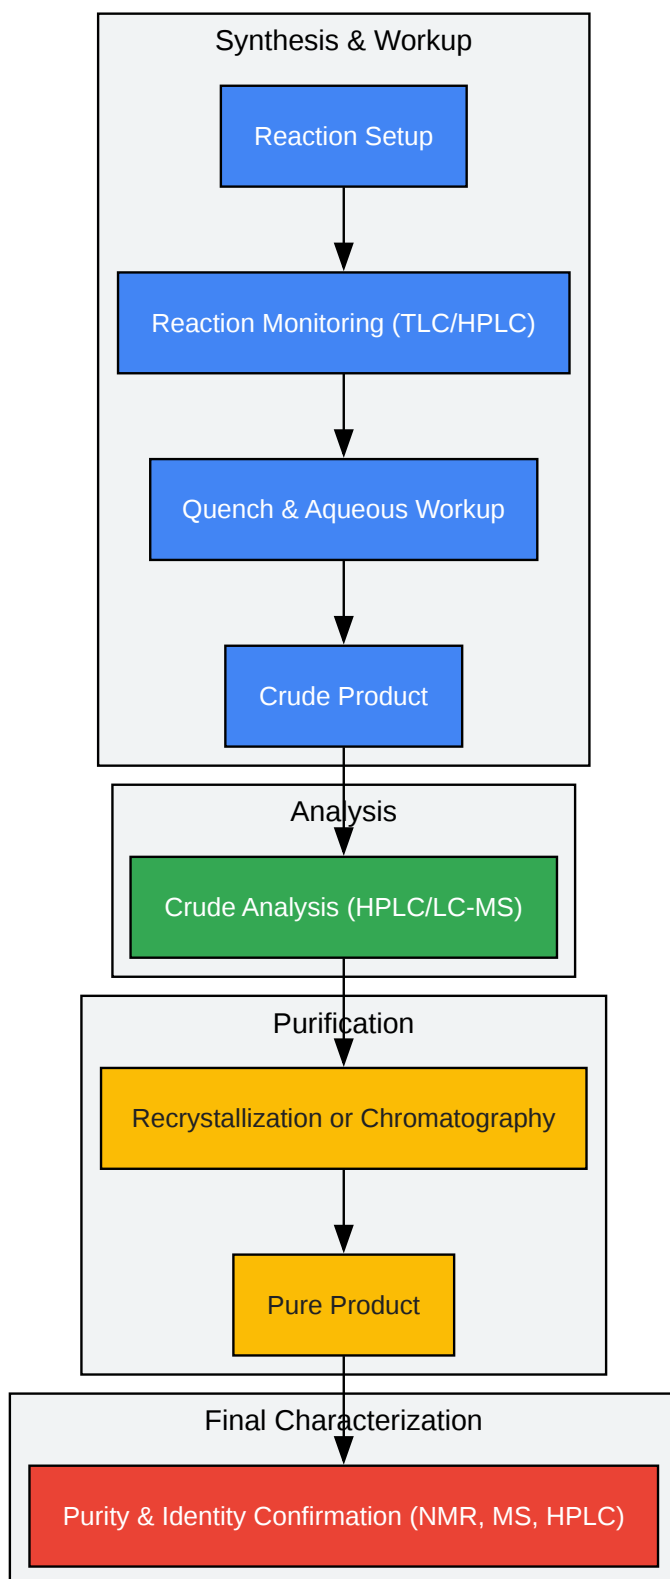 Synthesis & Workup
Reaction Setup
Reaction Monitoring (TLC/HPLC)
Quench & Aqueous Workup
Crude Product
Analysis
Crude Analysis (HPLC/LC-MS)
Purification
Recrystallization or Chromatography
Pure Product
Final Characterization
Purity & Identity Confirmation (NMR, MS, HPLC)